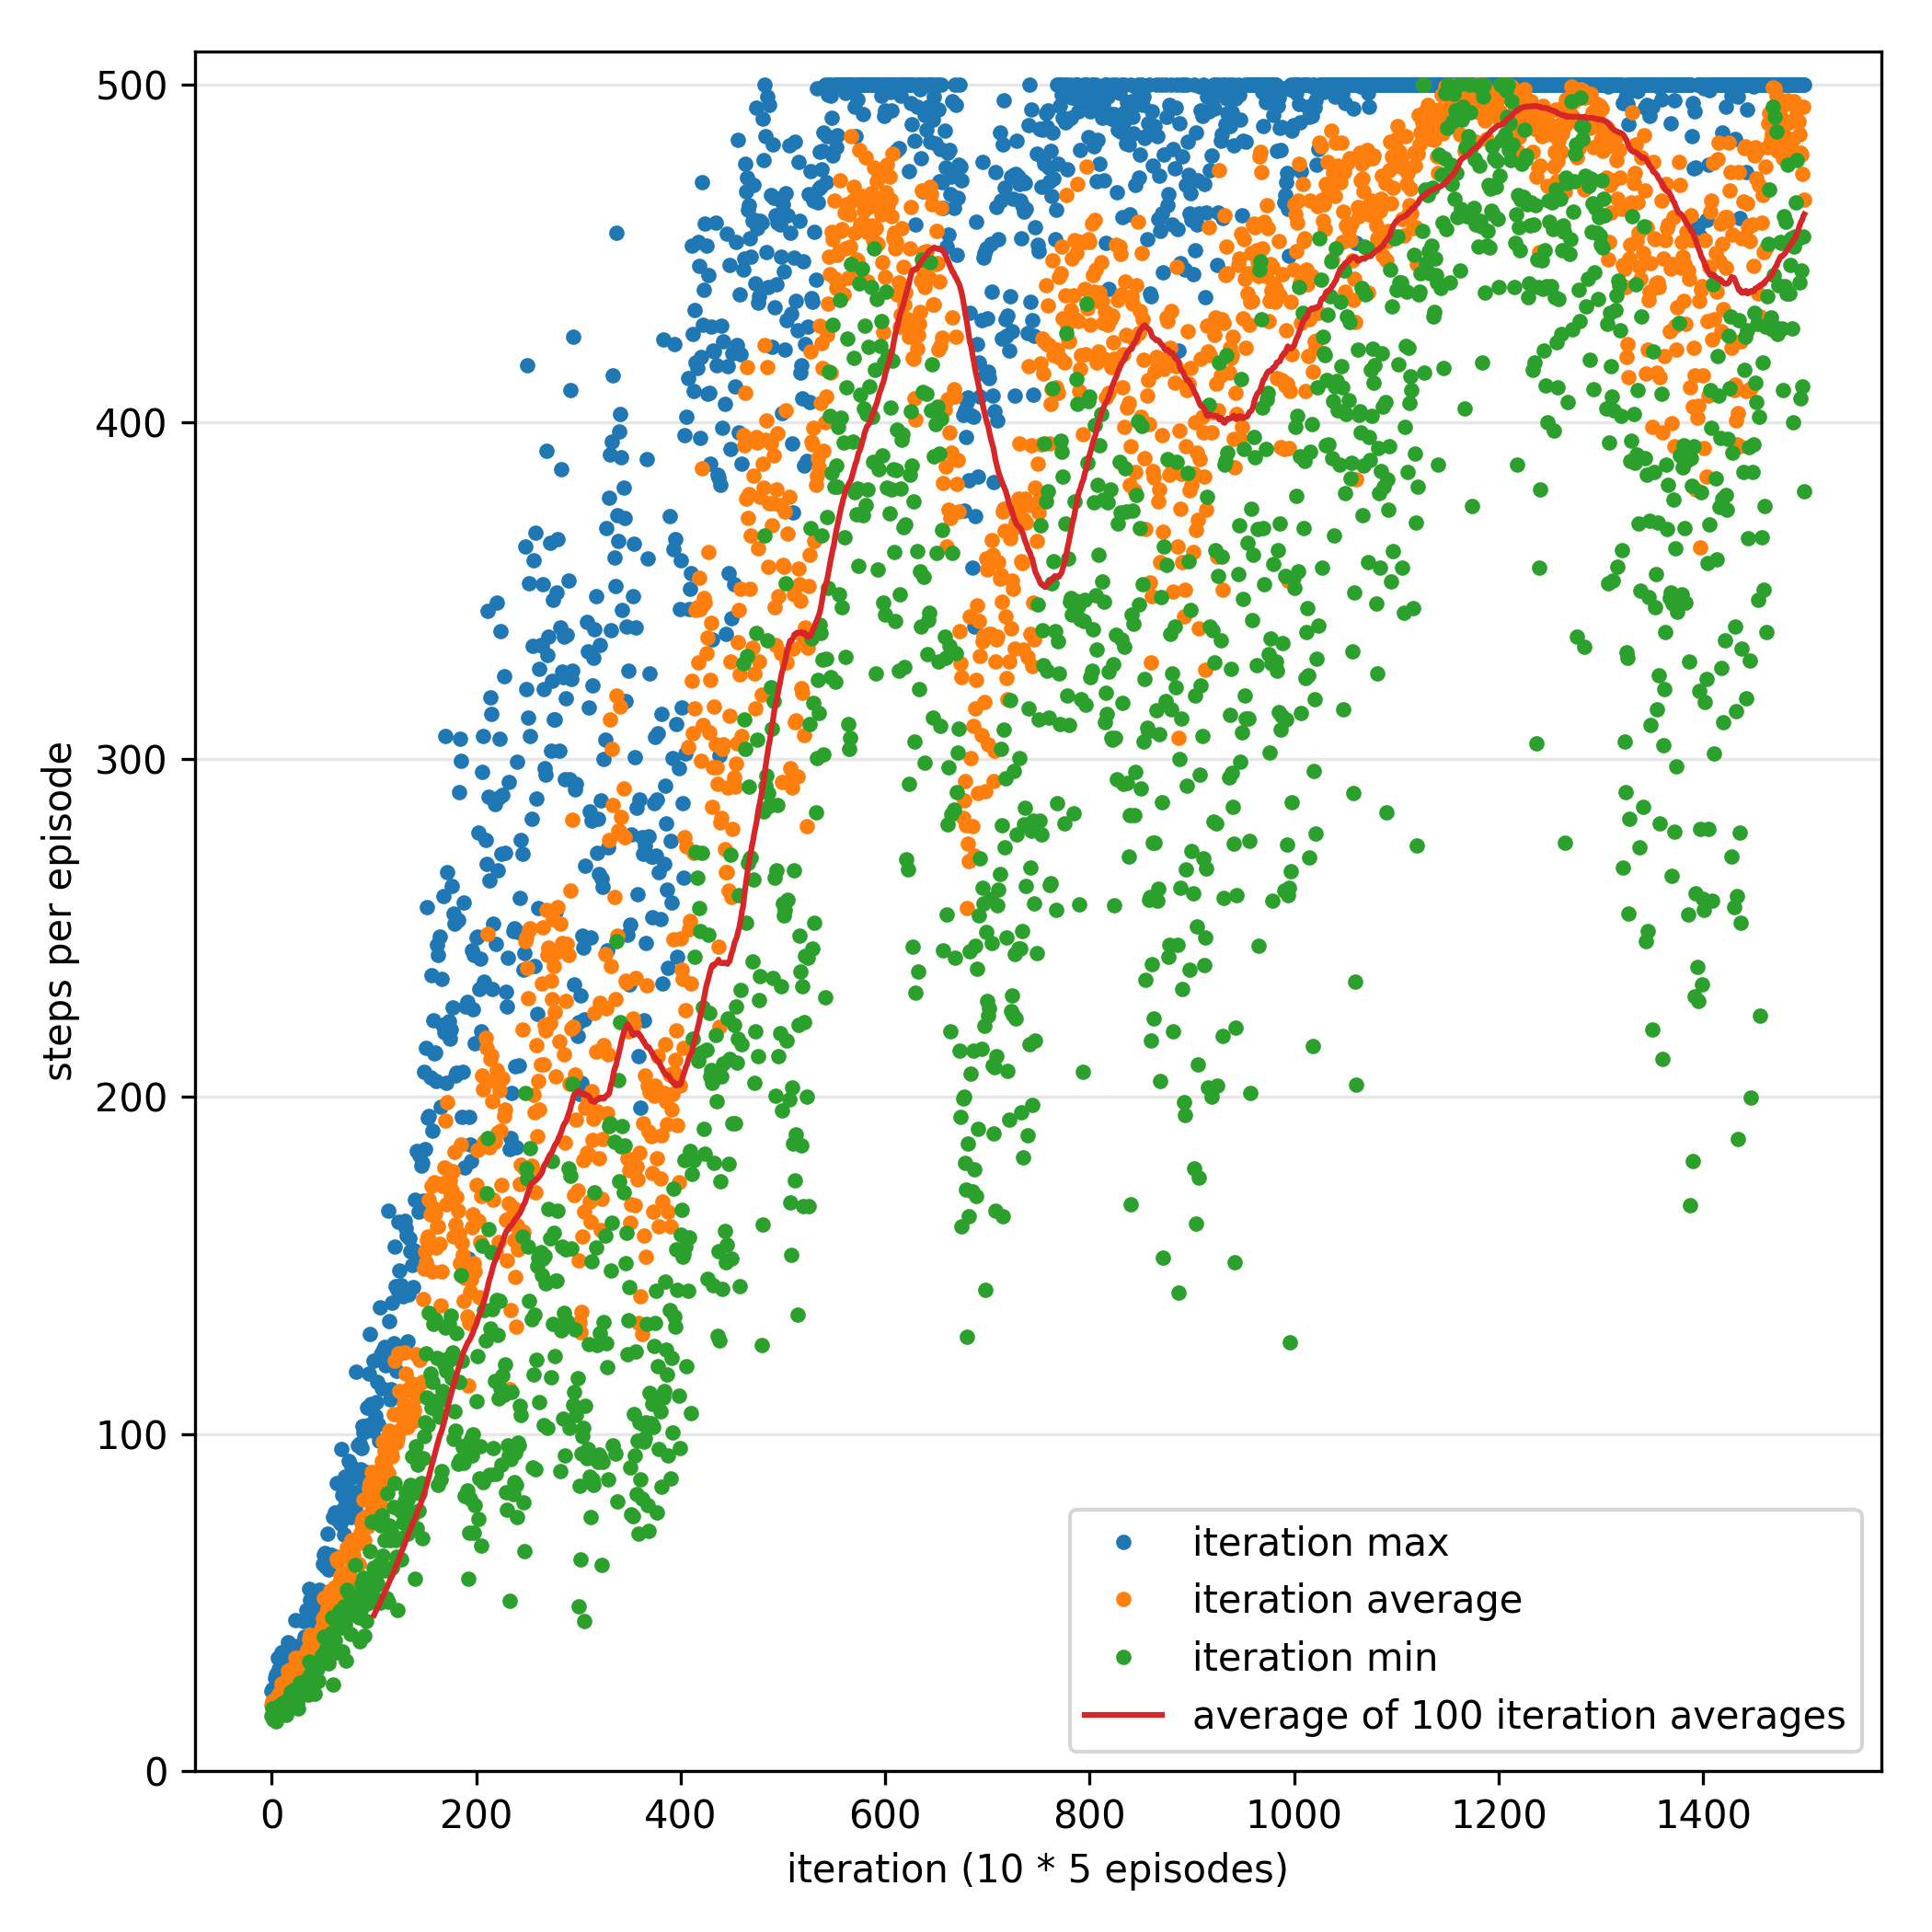 500
400
300
200
100
0
steps per episode
iteration max
iteration average
iteration min
average of 100 iteration averages
0 200 400 600 800 1000 1200 1400
iteration (10 * 5 episodes)